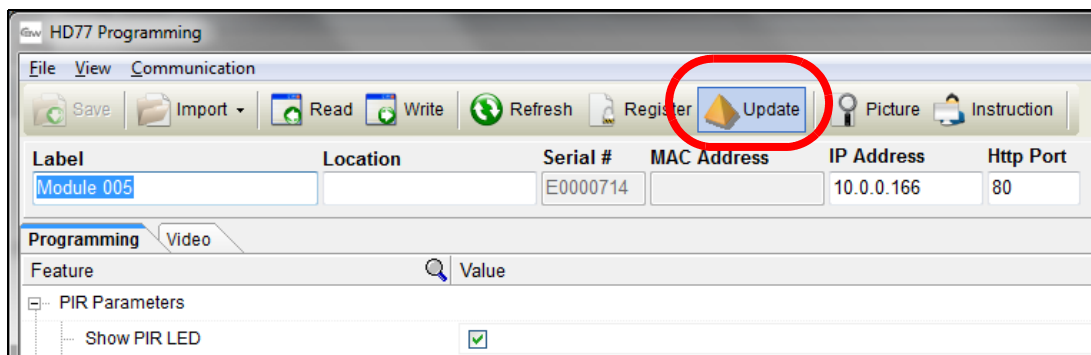 HD77 Programming
File View Communication
Save Import Read Write Refresh Register Update Picture Instruction
Label Location Serial # MAC Address IP Address Http Port
Module 005 E0000714 10.0.0.166 80
Programming Video
Feature Value
PIR Parameters
Show PIR LED